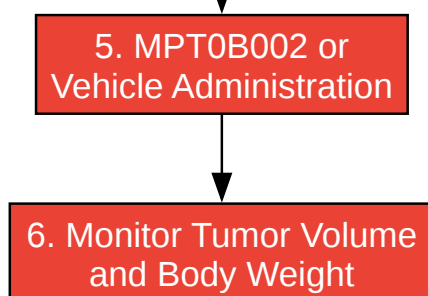 5. MPT0B002 or
Vehicle Administration
6. Monitor Tumor Volume
and Body Weight